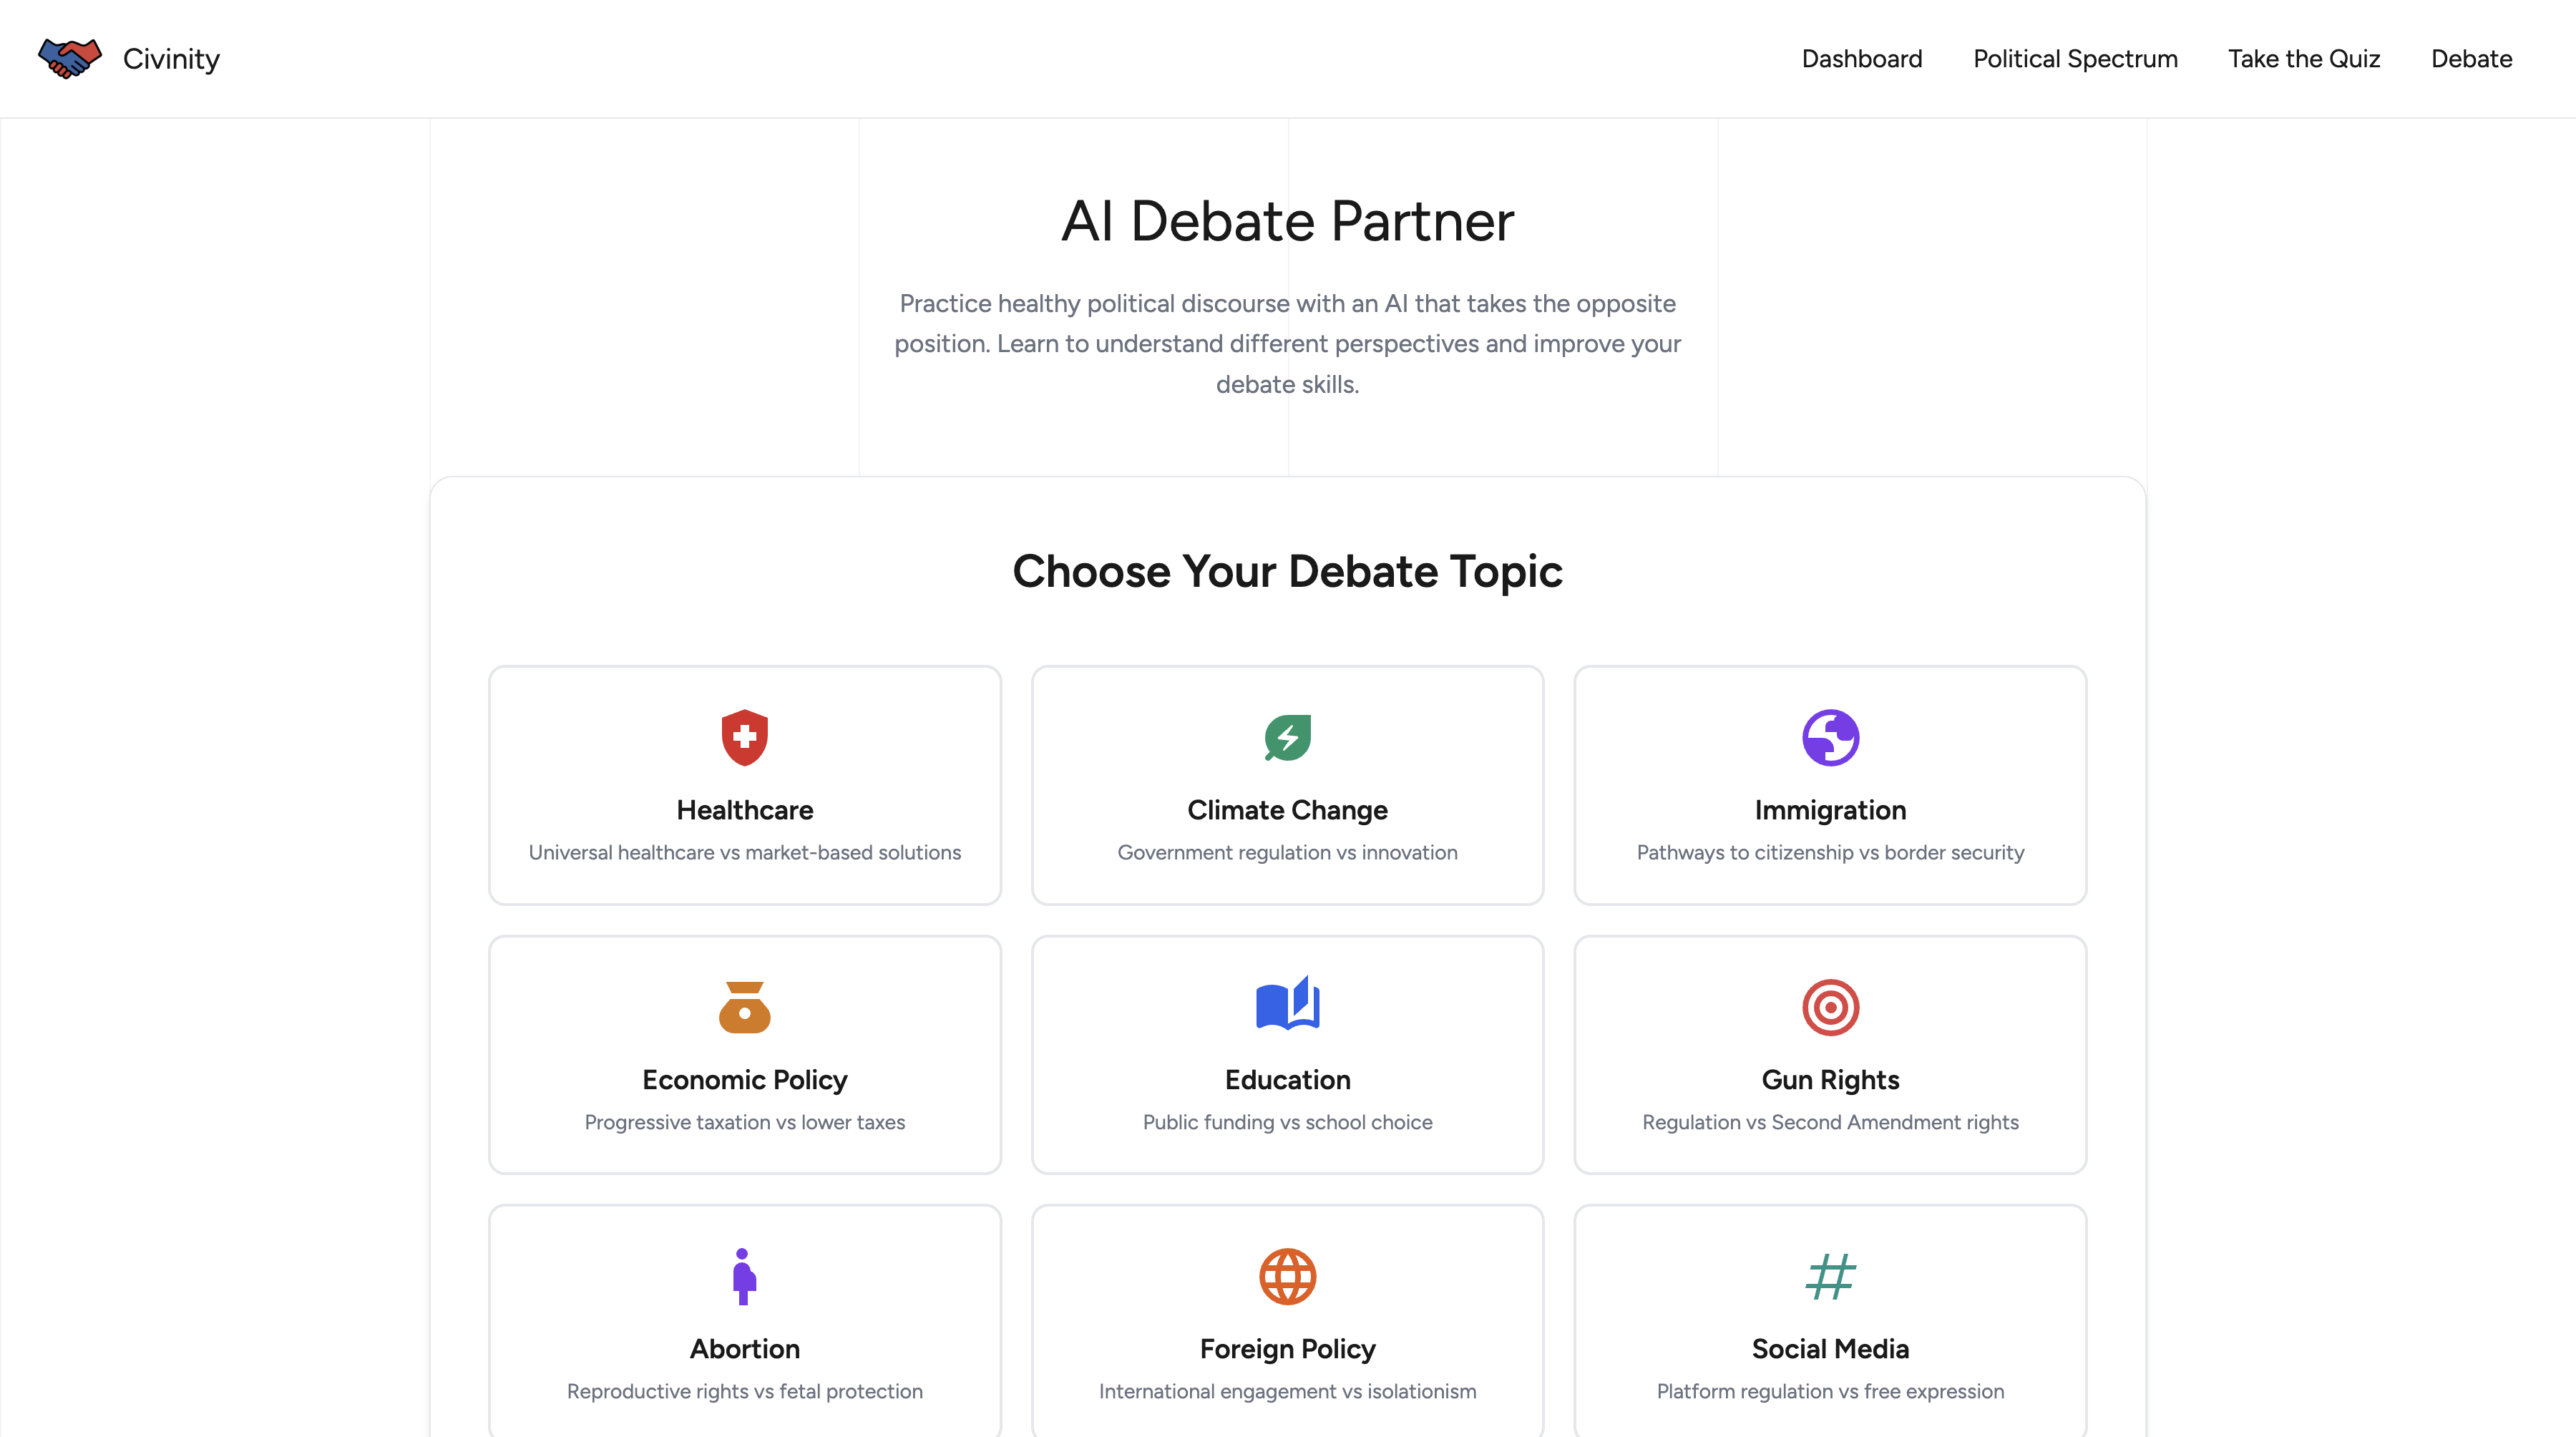 Civinity
Dashboard
Political Spectrum
Take the Quiz
Debate
AI Debate Partner
Practice healthy political discourse with an AI that takes the opposite
position. Learn to understand different perspectives and improve your
debate skills.
Choose Your Debate Topic
Healthcare
Universal healthcare vs market-based solutions
Climate Change
Government regulation vs innovation
Immigration
Pathways to citizenship vs border security
Economic Policy
Progressive taxation vs lower taxes
Education
Public funding vs school choice
Gun Rights
Regulation vs Second Amendment rights
Abortion
Reproductive rights vs fetal protection
Foreign Policy
International engagement vs isolationism
Social Media
Platform regulation vs free expression